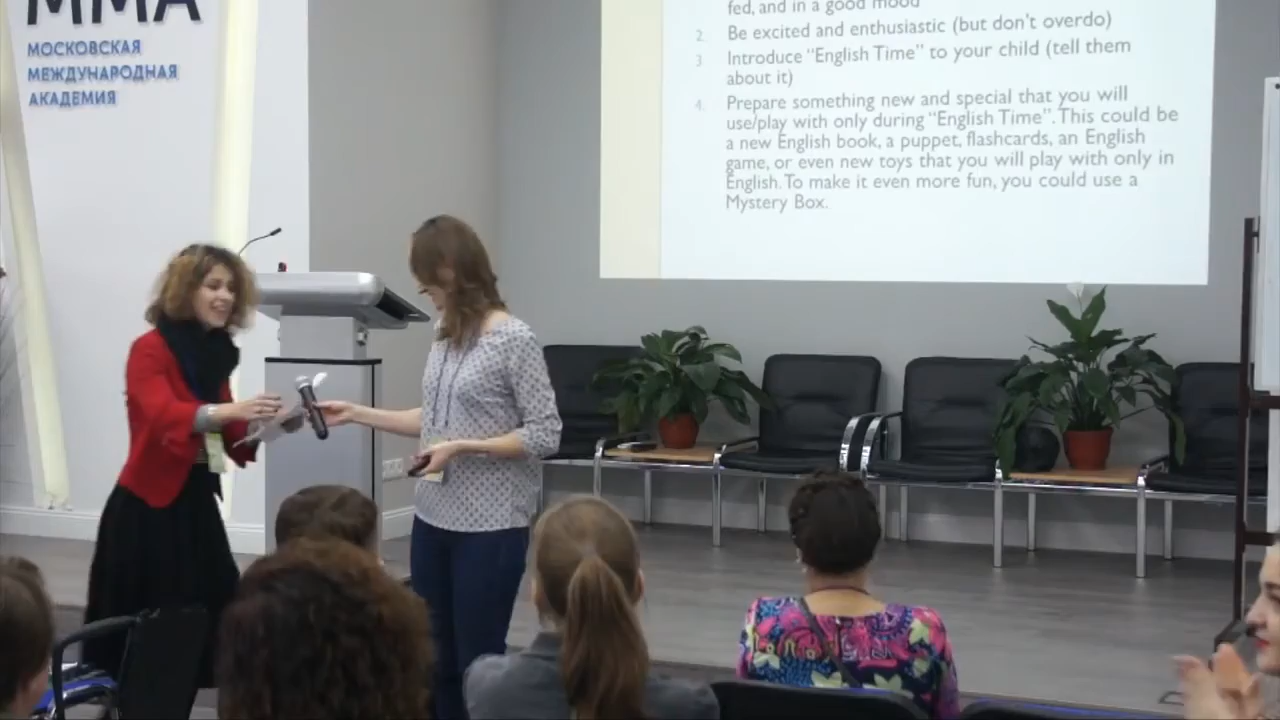 ММА
МОСКОВСКАЯ
МЕЖДУНАРОДНАЯ
АКАДЕМИЯ
fed, and in a good mood
2. Be excited and enthusiastic (but don't overdo)
3 Introduce “English Time” to your child (tell them
about it)
4. Prepare something new and special that you will
use/play with only during “English Time”. This could be
a new English book, a puppet, flashcards, an English
game, or even new toys that you will play with only in
English. To make it even more fun, you could use a
Mystery Box.